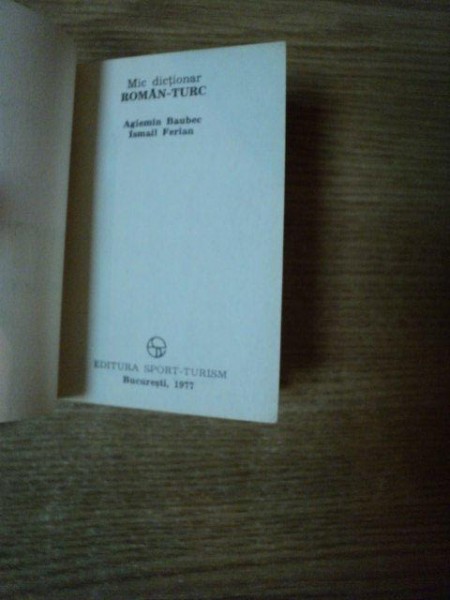 Mic dicționar
ROMÂN-TURC
Agiemin Baubec
Ismail Ferian
EDITURA SPORT-TURISM
București, 1977